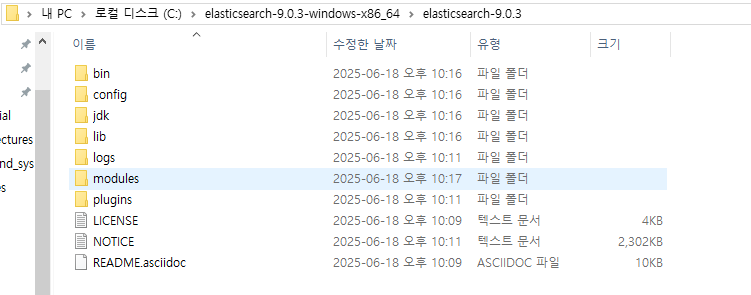 내 PC > 로컬 디스크 (C:) > elasticsearch-9.0.3-windows-x86_64 > elasticsearch-9.0.3
이름 수정한 날짜 유형 크기
bin 2025-06-18 오후 10:16 파일 폴더
config 2025-06-18 오후 10:16 파일 폴더
jdk 2025-06-18 오후 10:16 파일 폴더
lib 2025-06-18 오후 10:16 파일 폴더
logs 2025-06-18 오후 10:11 파일 폴더
modules 2025-06-18 오후 10:17 파일 폴더
plugins 2025-06-18 오후 10:11 파일 폴더
LICENSE 2025-06-18 오후 10:09 텍스트 문서 4KB
NOTICE 2025-06-18 오후 10:11 텍스트 문서 2,302KB
README.asciidoc 2025-06-18 오후 10:09 ASCIIDOC 파일 10KB
ial
ectures
nd_sys
es